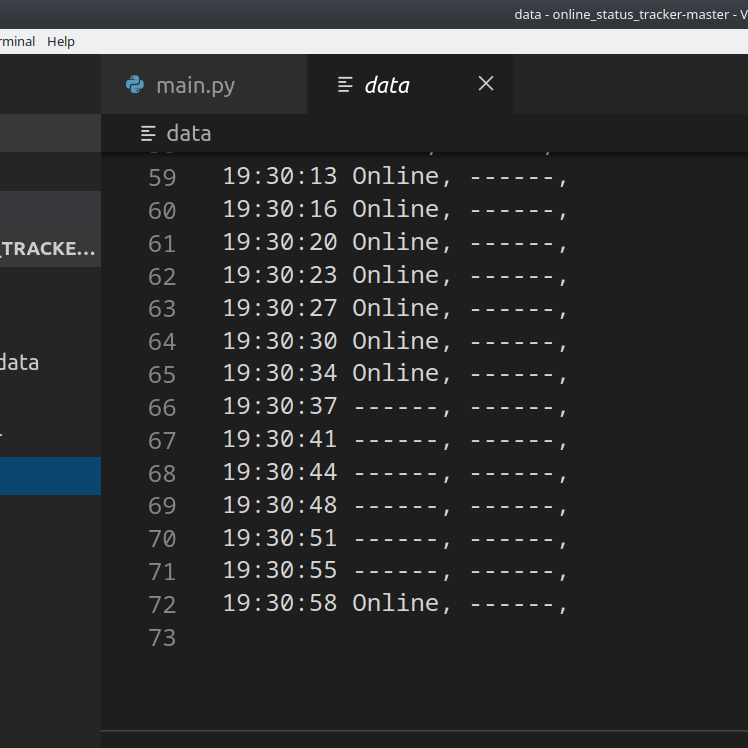 data - online_status_tracker-master - V
rminal Help
main.py data
data
59 19:30:13 Online, ------,
60 19:30:16 Online, ------,
_TRACKE...
61 19:30:20 Online, ------,
62 19:30:23 Online, ------,
63 19:30:27 Online, ------,
64 19:30:30 Online, ------,
data
65 19:30:34 Online, ------,
66 19:30:37 ------, ------,
67 19:30:41 ------, ------,
68 19:30:44 ------, ------,
69 19:30:48 ------, ------,
70 19:30:51 ------, ------,
71 19:30:55 ------, ------,
72 19:30:58 Online, ------,
73